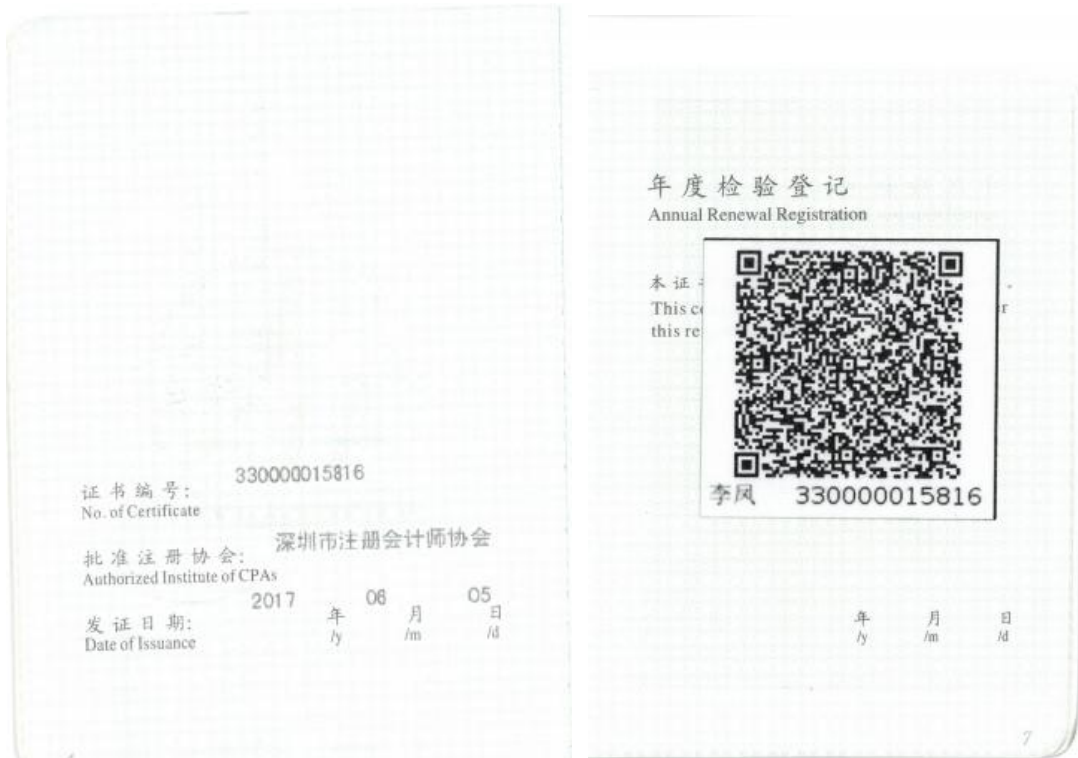 330000015816
证书编号：
No. of Certificate
深圳市注册会计师协会
批准注册协会：
Authorized Institute of CPAs
2017 年 06 月 05 日
/y /m /d
发证日期：
Date of Issuance
年度检验登记
Annual Renewal Registration
本证
This
this re
李凤 330000015816
年 月 日
/y /m /d
7